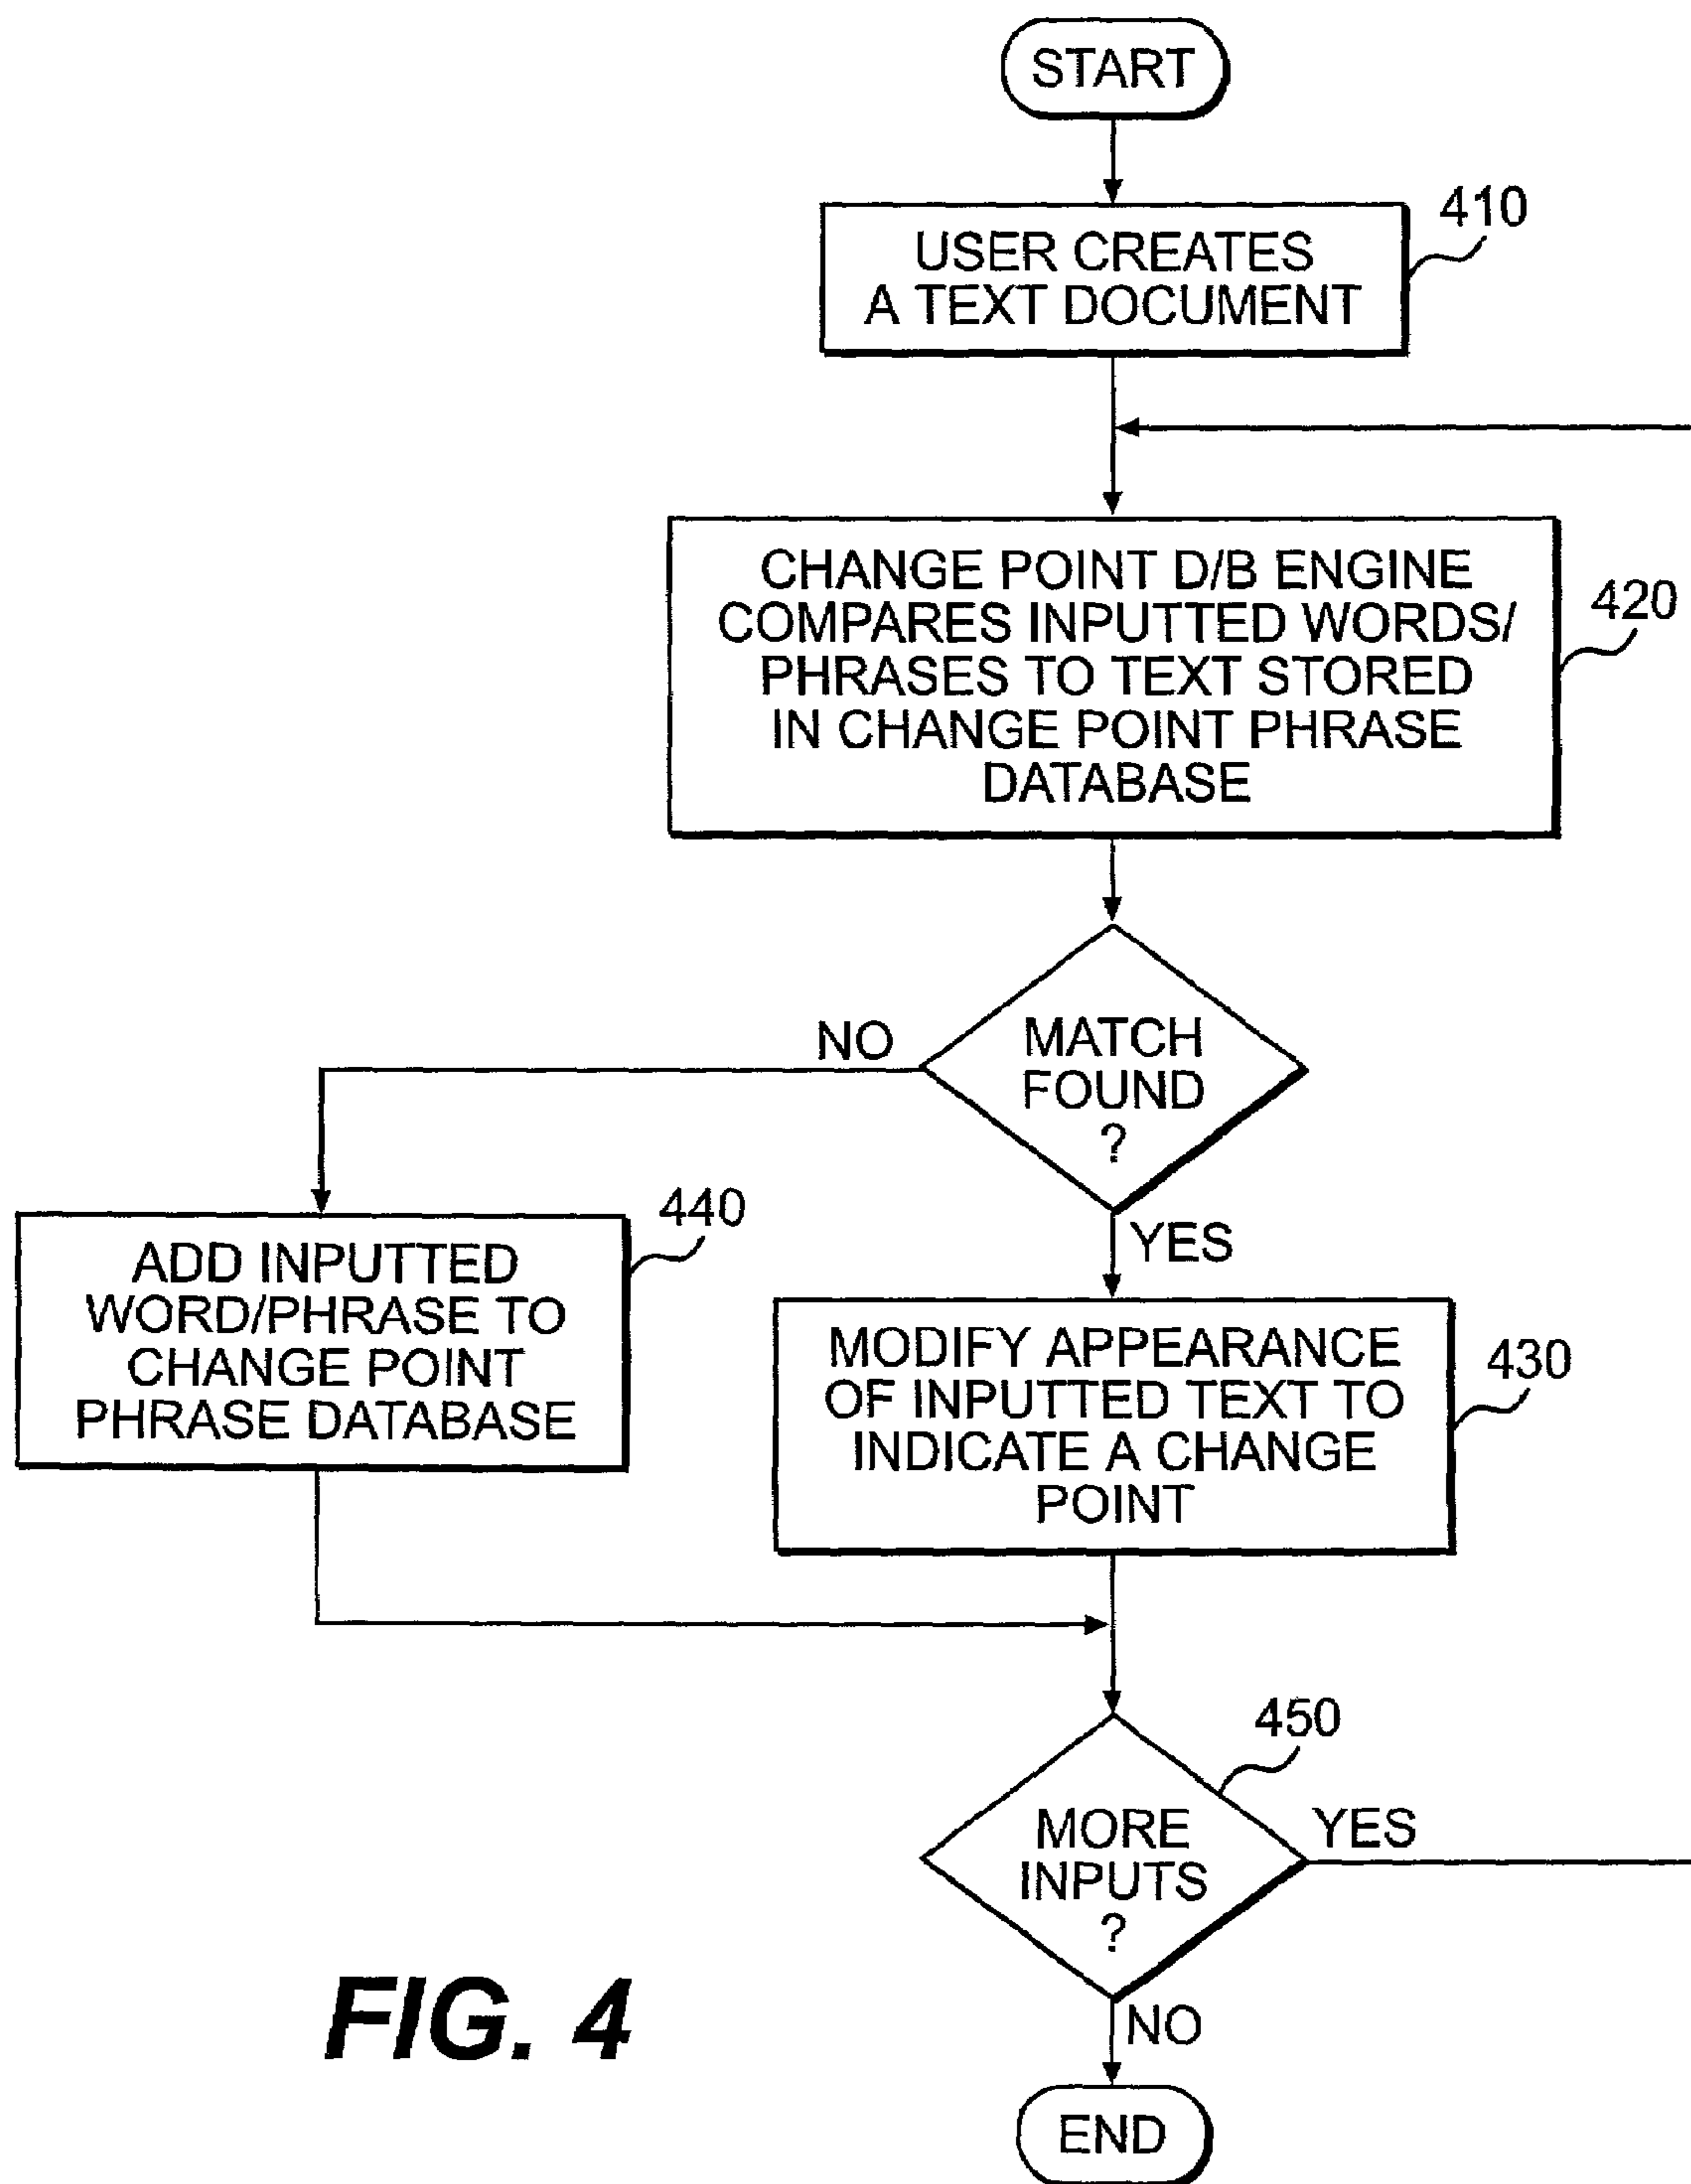 START
410
USER CREATES
A TEXT DOCUMENT
CHANGE POINT D/B ENGINE
COMPARES INPUTTED WORDS/
PHRASES TO TEXT STORED
IN CHANGE POINT PHRASE
DATABASE
420
NO
MATCH
FOUND
?
YES
440
ADD INPUTTED
WORD/PHRASE TO
CHANGE POINT
PHRASE DATABASE
MODIFY APPEARANCE
OF INPUTTED TEXT TO
INDICATE A CHANGE
POINT
430
450
MORE
INPUTS
?
YES
NO
FIG. 4
END